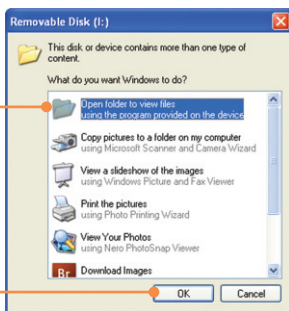 Removable Disk (I:)
This disk or device contains more than one type of
content.
What do you want Windows to do?
Open folder to view files
using the program provided on the device
Copy pictures to a folder on my computer
using Microsoft Scanner and Camera Wizard
View a slideshow of the images
using Windows Picture and Fax Viewer
Print the pictures
using Photo Printing Wizard
View Your Photos
using Nero PhotoSnap Viewer
Br Download Images
OK Cancel